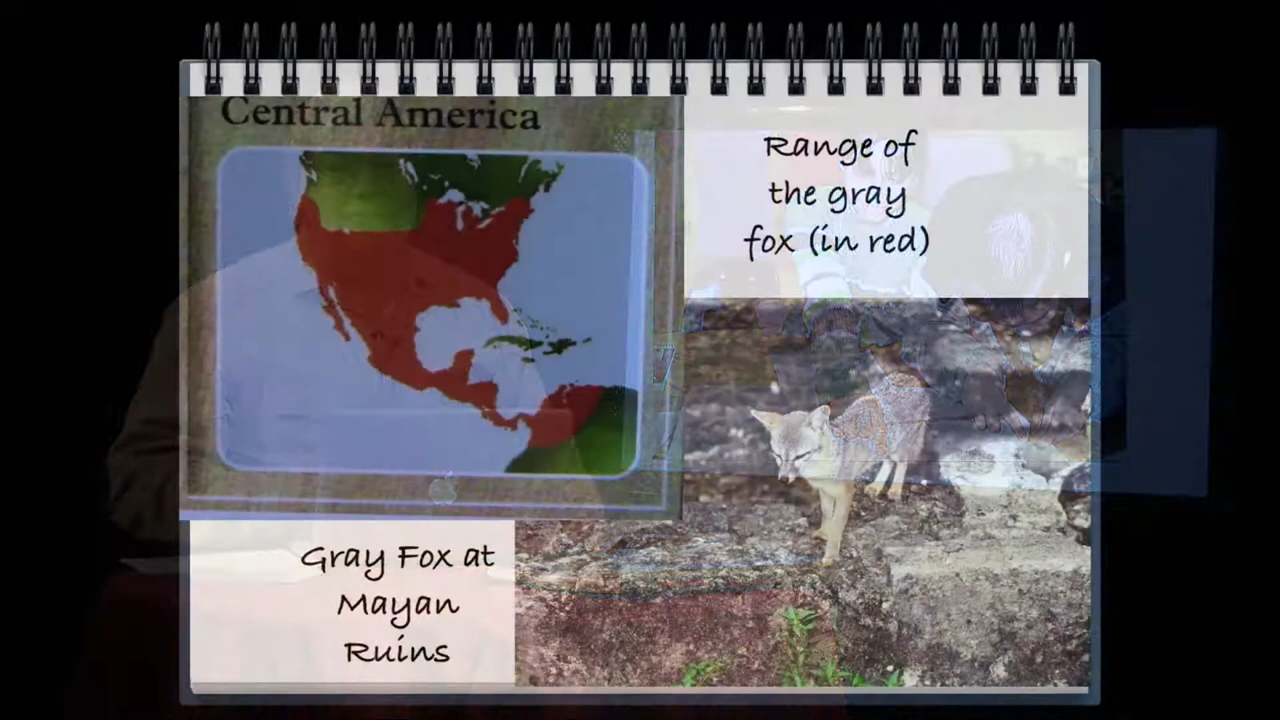 Central America
Range of
the gray
fox (in red)
Gray Fox at
Mayan
Ruins